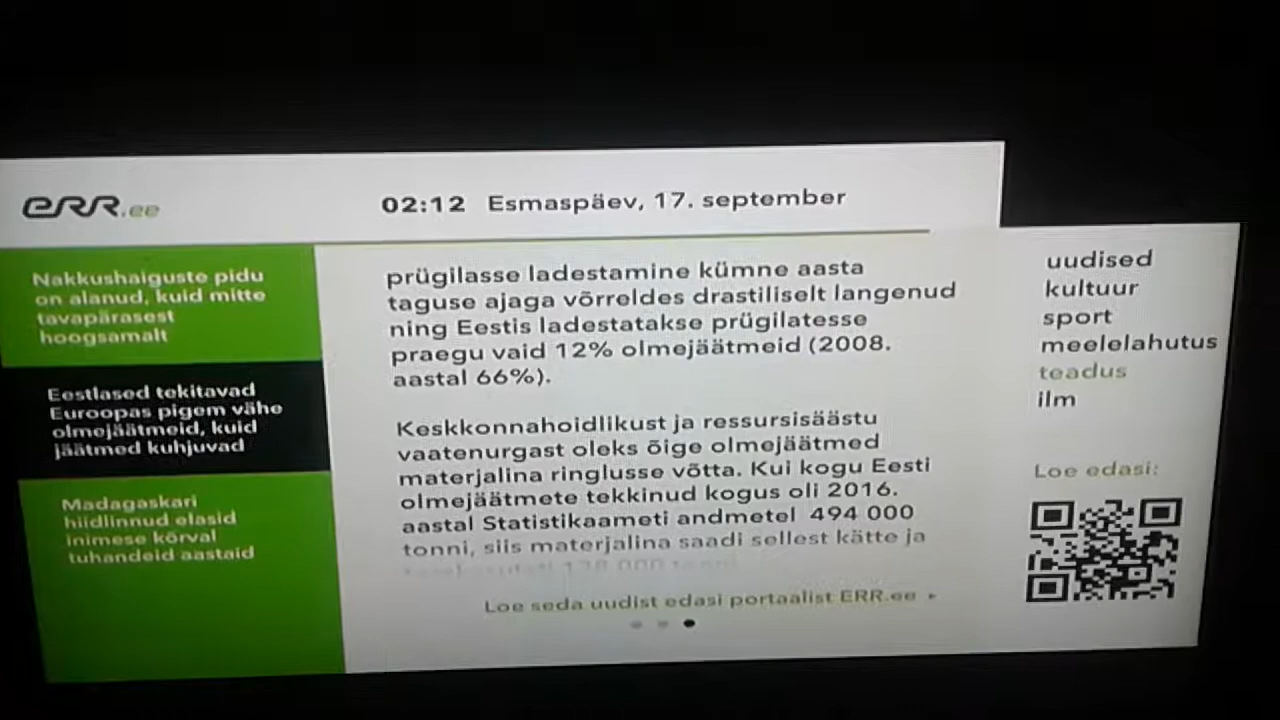 eRR.ee
02:12 Esmaspäev, 17. september
Nakkushaiguste pidu
on alanud, kuid mitte
tavapärasest
hoogsamalt
Eestlased tekitavad
Euroopas pigem vähe
olmejäätmeid, kuid
jäätmed kuhjuvad
Madagaskari
hiidlinnud elasid
inimese kõrval
tuhandeid aastaid
prügilasse ladestamine kümne aasta
taguse ajaga võrreldes drastiliselt langenud
ning Eestis ladestatakse prügilatesse
praegu vaid 12% olmejäätmeid (2008.
aastal 66%).
Keskkonnahoidlikust ja ressursisäästu
vaatenurgast oleks õige olmejäätmed
materjalina ringlusse võtta. Kui kogu Eesti
olmejäätmete tekkinud kogus oli 2016.
aastal Statistikaameti andmetel 494 000
tonni, siis materjalina saadi sellest kätte ja
Loe seda uudist edasi portaalist ERR.ee
uudised
kultuur
sport
meelelahutus
teadus
ilm
Loe edasi: